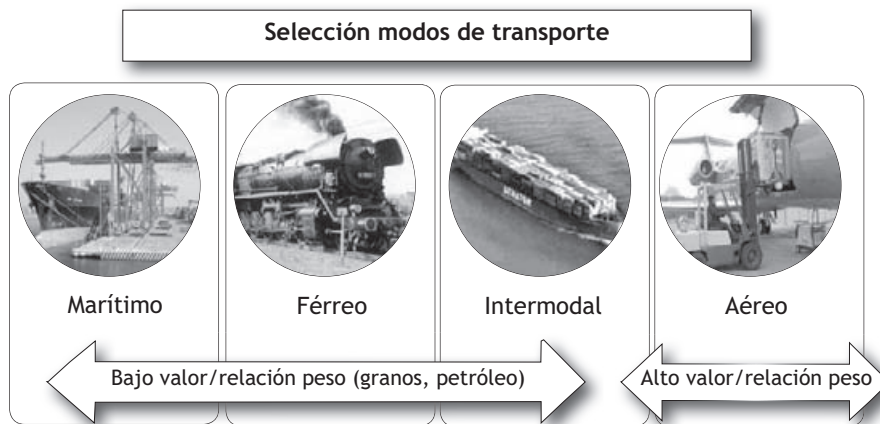 Selección modos de transporte
Marítimo
Férreo
Intermodal
Aéreo
Bajo valor/relación peso (granos, petróleo)
Alto valor/relación peso